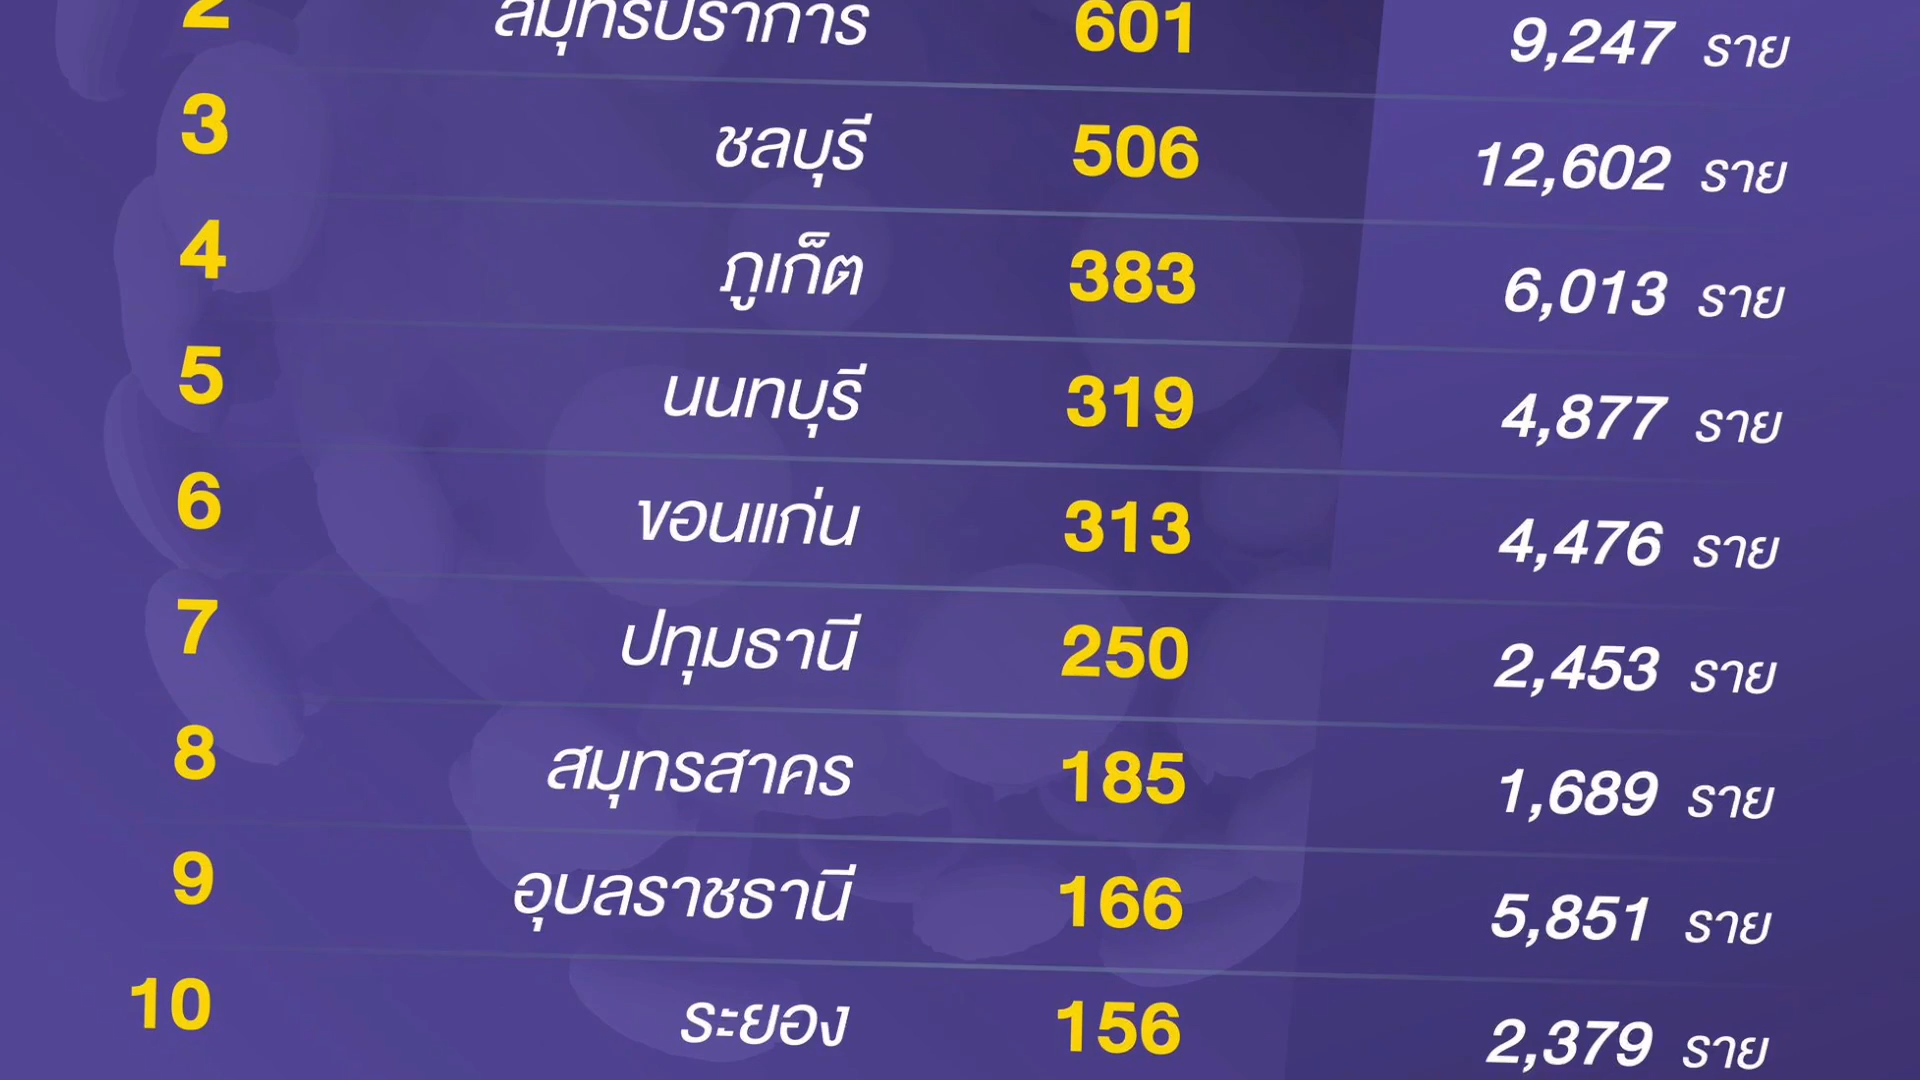 2 สมุทรปราการ 601 9,247 ราย
3 ชลบุรี 506 12,602 ราย
4 ภูเก็ต 383 6,013 ราย
5 นนทบุรี 319 4,877 ราย
6 ขอนแก่น 313 4,476 ราย
7 ปทุมธานี 250 2,453 ราย
8 สมุทรสาคร 185 1,689 ราย
9 อุบลราชธานี 166 5,851 ราย
10 ระยอง 156 2,379 ราย